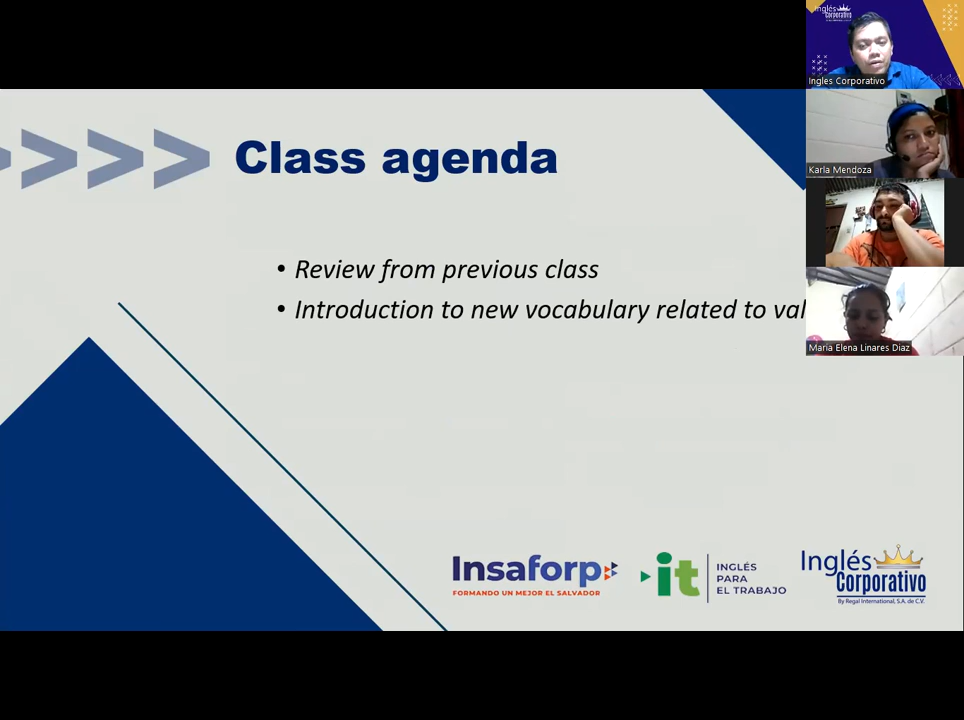 Inglés
Corporativo
Ingles Corporativo
Karla Mendoza
>>>> Class agenda
• Review from previous class
• Introduction to new vocabulary related to val
Maria Elena Linares Diaz
Insaforp
FORMANDO UN MEJOR EL SALVADOR
it
INGLÉS
PARA
EL TRABAJO
Inglés
Corporativo
By Regal International, S.A. de C.V.